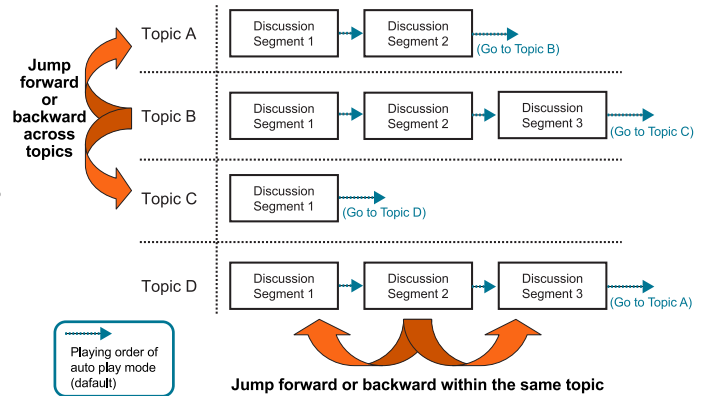 Topic A
Discussion
Segment 1
Discussion
Segment 2
(Go to Topic B)
Jump
forward
or
backward
across
topics
Topic B
Discussion
Segment 1
Discussion
Segment 2
Discussion
Segment 3
(Go to Topic C)
Topic C
Discussion
Segment 1
(Go to Topic D)
Topic D
Discussion
Segment 1
Discussion
Segment 2
Discussion
Segment 3
(Go to Topic A)
Playing order of
auto play mode
(dafault)
Jump forward or backward within the same topic